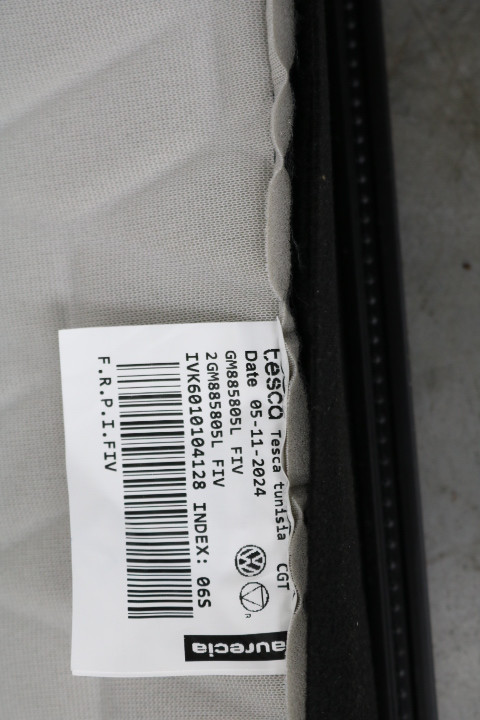 tesca Tesca tunisia CGT
Date 05-11-2024
GM885805L FIV
2GM885805L FIV
IVK6010104128 INDEX: 06S
F.R.P.I.FIV
aurecia